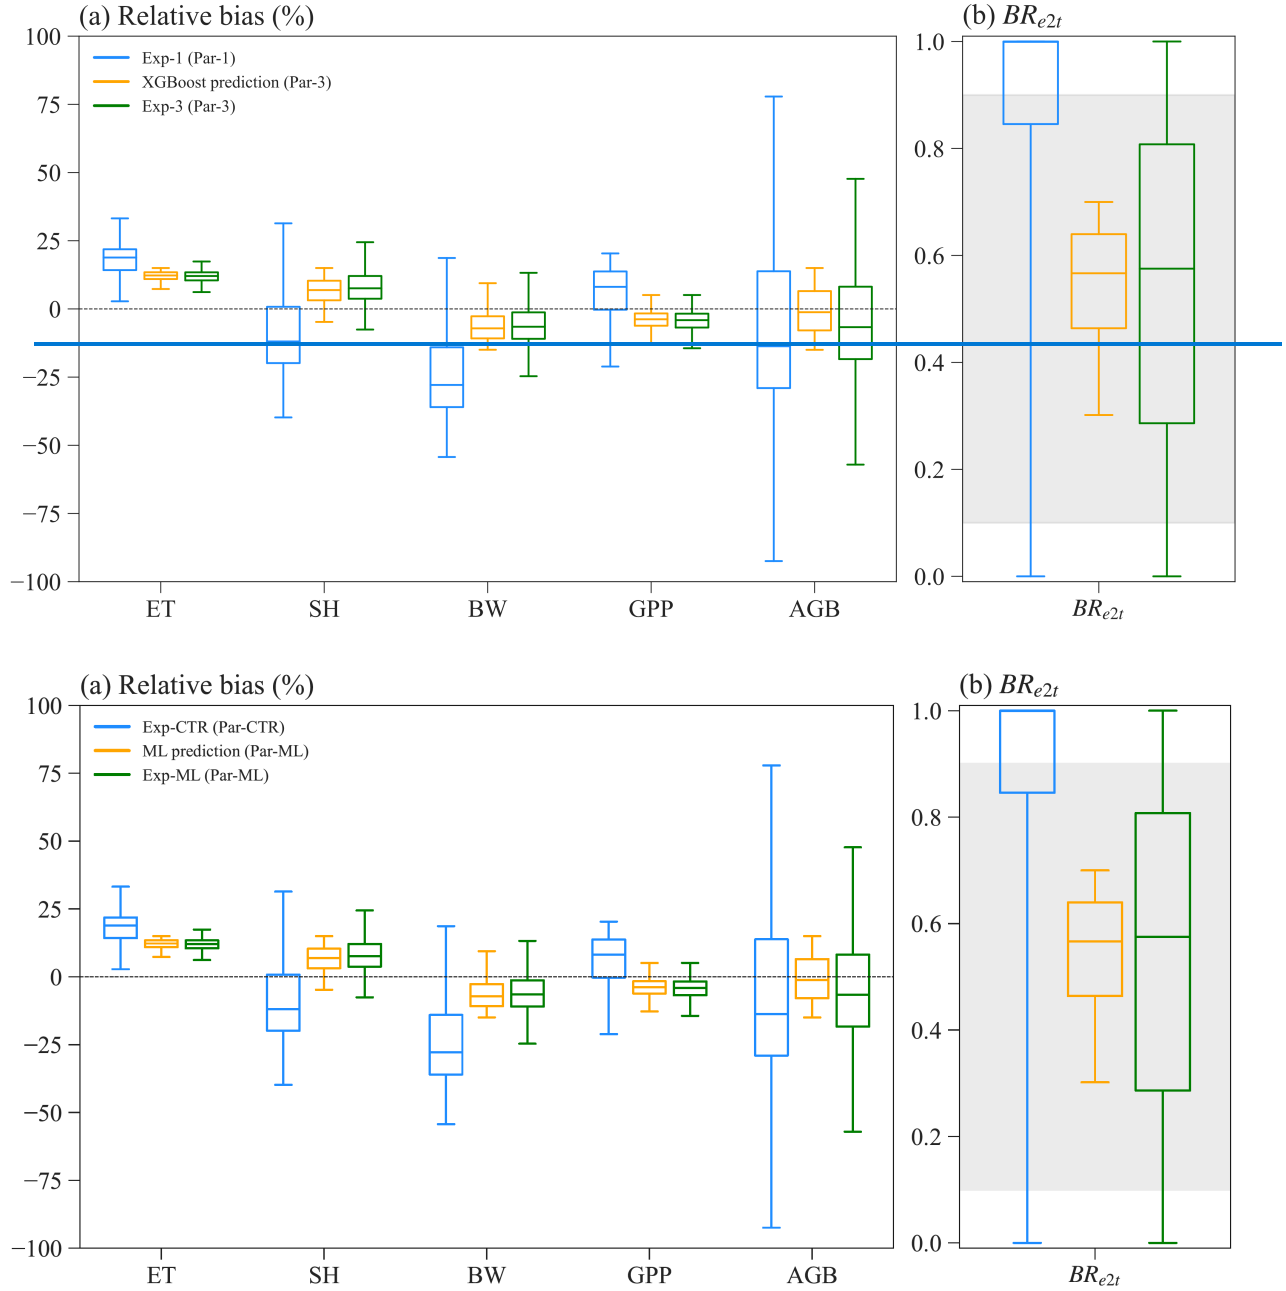 (a) Relative bias (%)
(b) BRe2t
Exp-1 (Par-1)
XGBoost prediction (Par-3)
Exp-3 (Par-3)
100
75
50
25
0
−25
−50
−75
−100
ET SH BW GPP AGB
1.0
0.8
0.6
0.4
0.2
0.0
BRe2t
(a) Relative bias (%)
(b) BRe2t
Exp-CTR (Par-CTR)
ML prediction (Par-ML)
Exp-ML (Par-ML)
100
75
50
25
0
−25
−50
−75
−100
ET SH BW GPP AGB
1.0
0.8
0.6
0.4
0.2
0.0
BRe2t